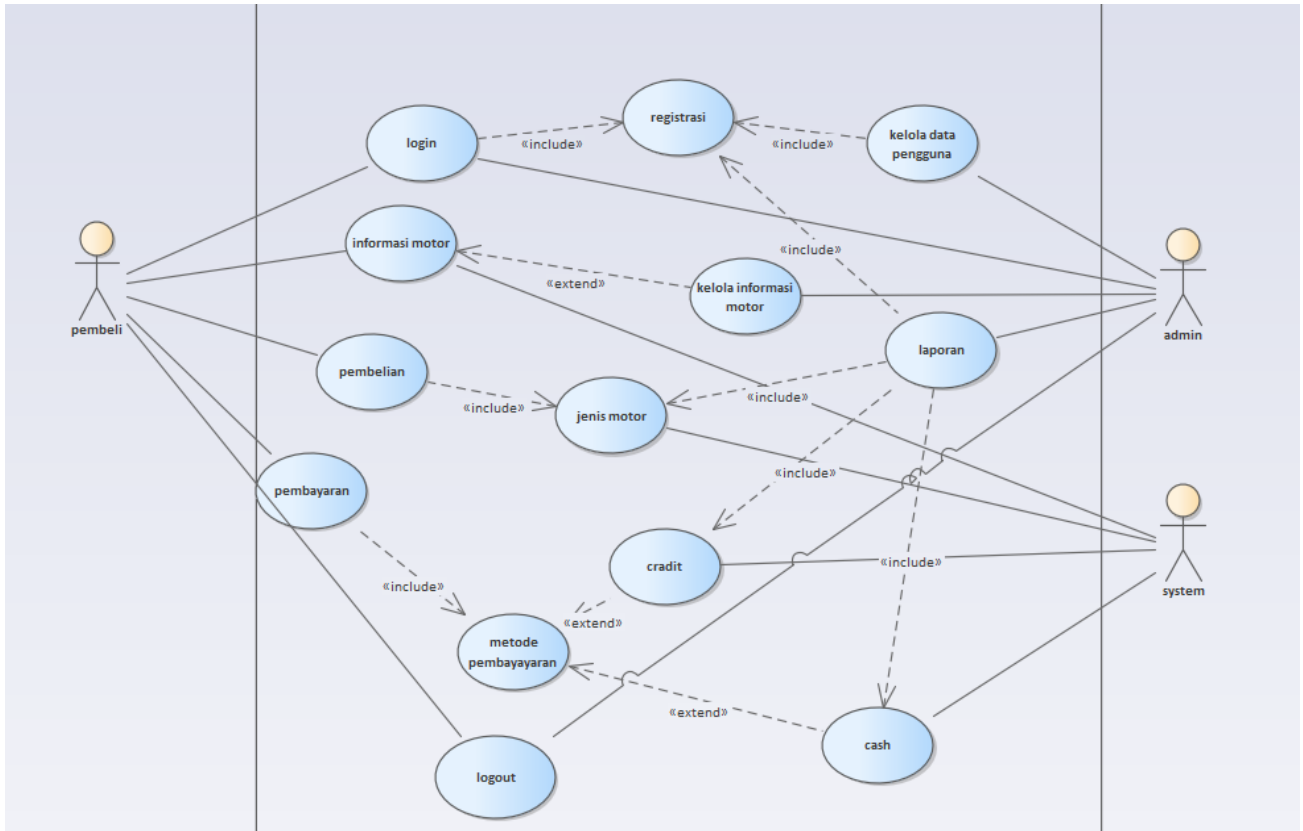 registrasi
login
«include»
«include»
kelola data
pengguna
informasi motor
«include»
«extend»
kelola informasi
motor
pembeli
admin
laporan
pembelian
«include»
«include»
jenis motor
pembayaran
«include»
cradit
«include»
system
«include»
«extend»
metode
pembayayaran
«extend»
cash
logout